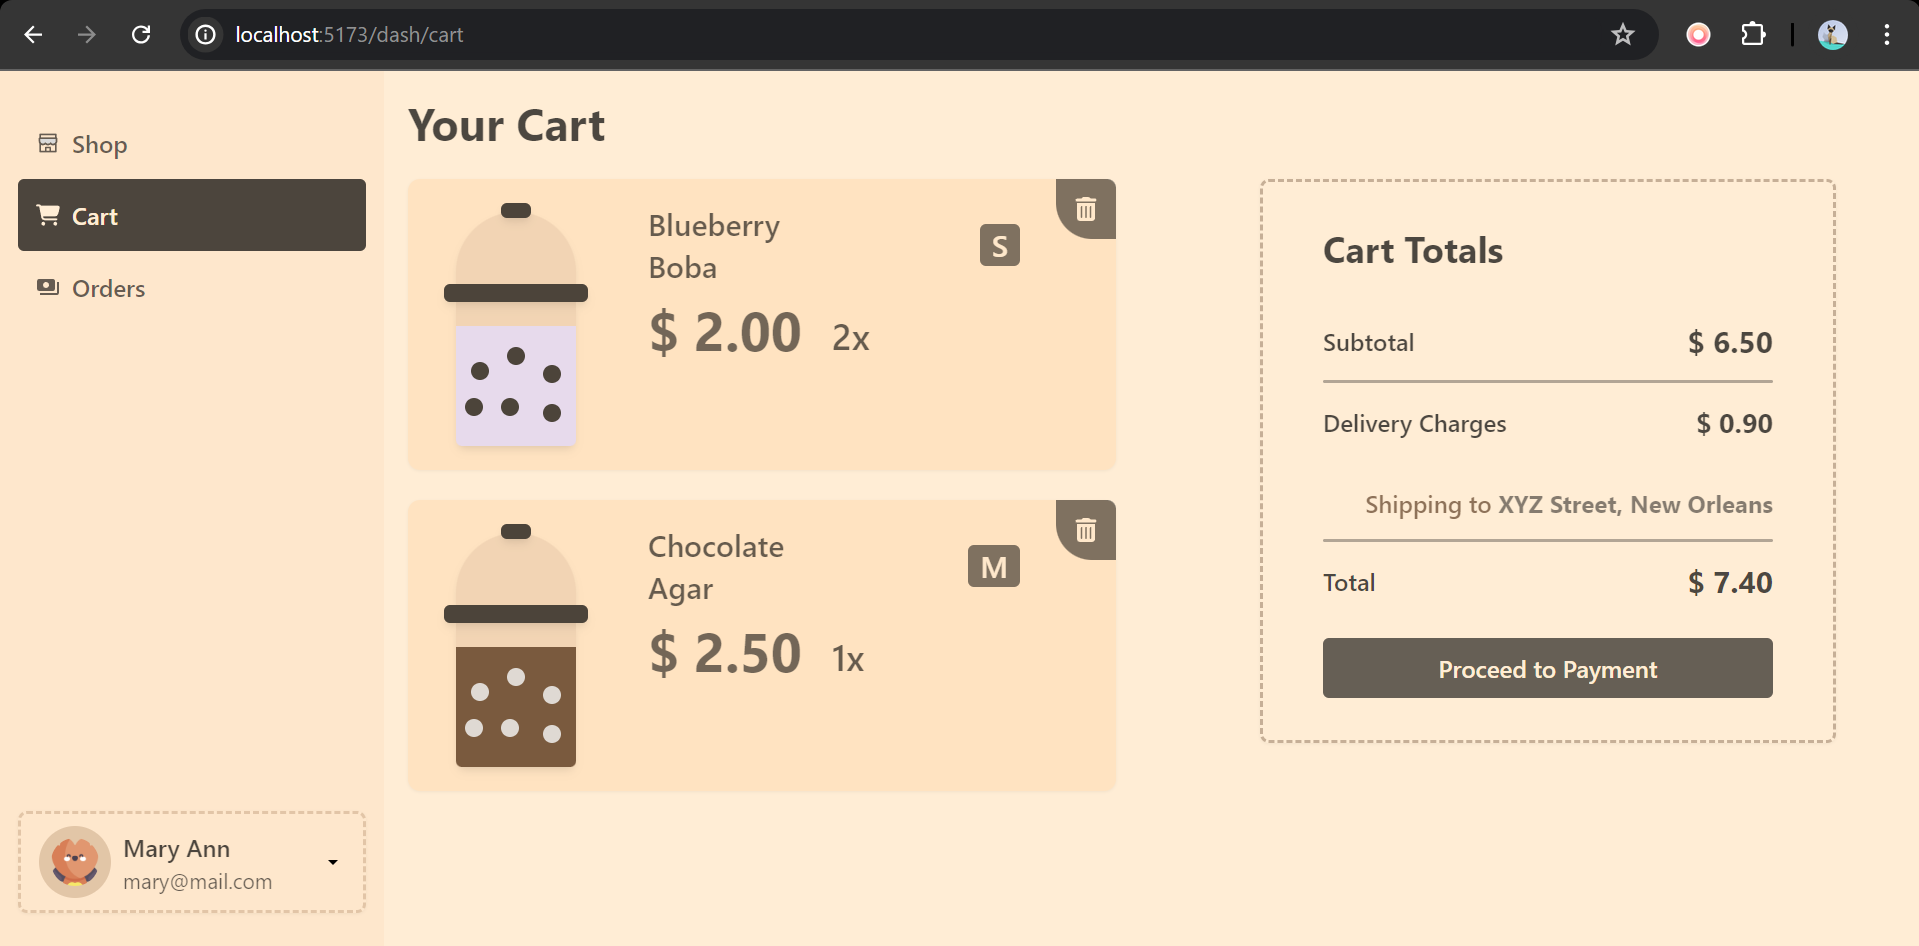 localhost:5173/dash/cart
Shop
Cart
Orders
Mary Ann
mary@mail.com
Your Cart
Blueberry
Boba
S
$ 2.00 2x
Chocolate
Agar
M
$ 2.50 1x
Cart Totals
Subtotal $ 6.50
Delivery Charges $ 0.90
Shipping to XYZ Street, New Orleans
Total $ 7.40
Proceed to Payment